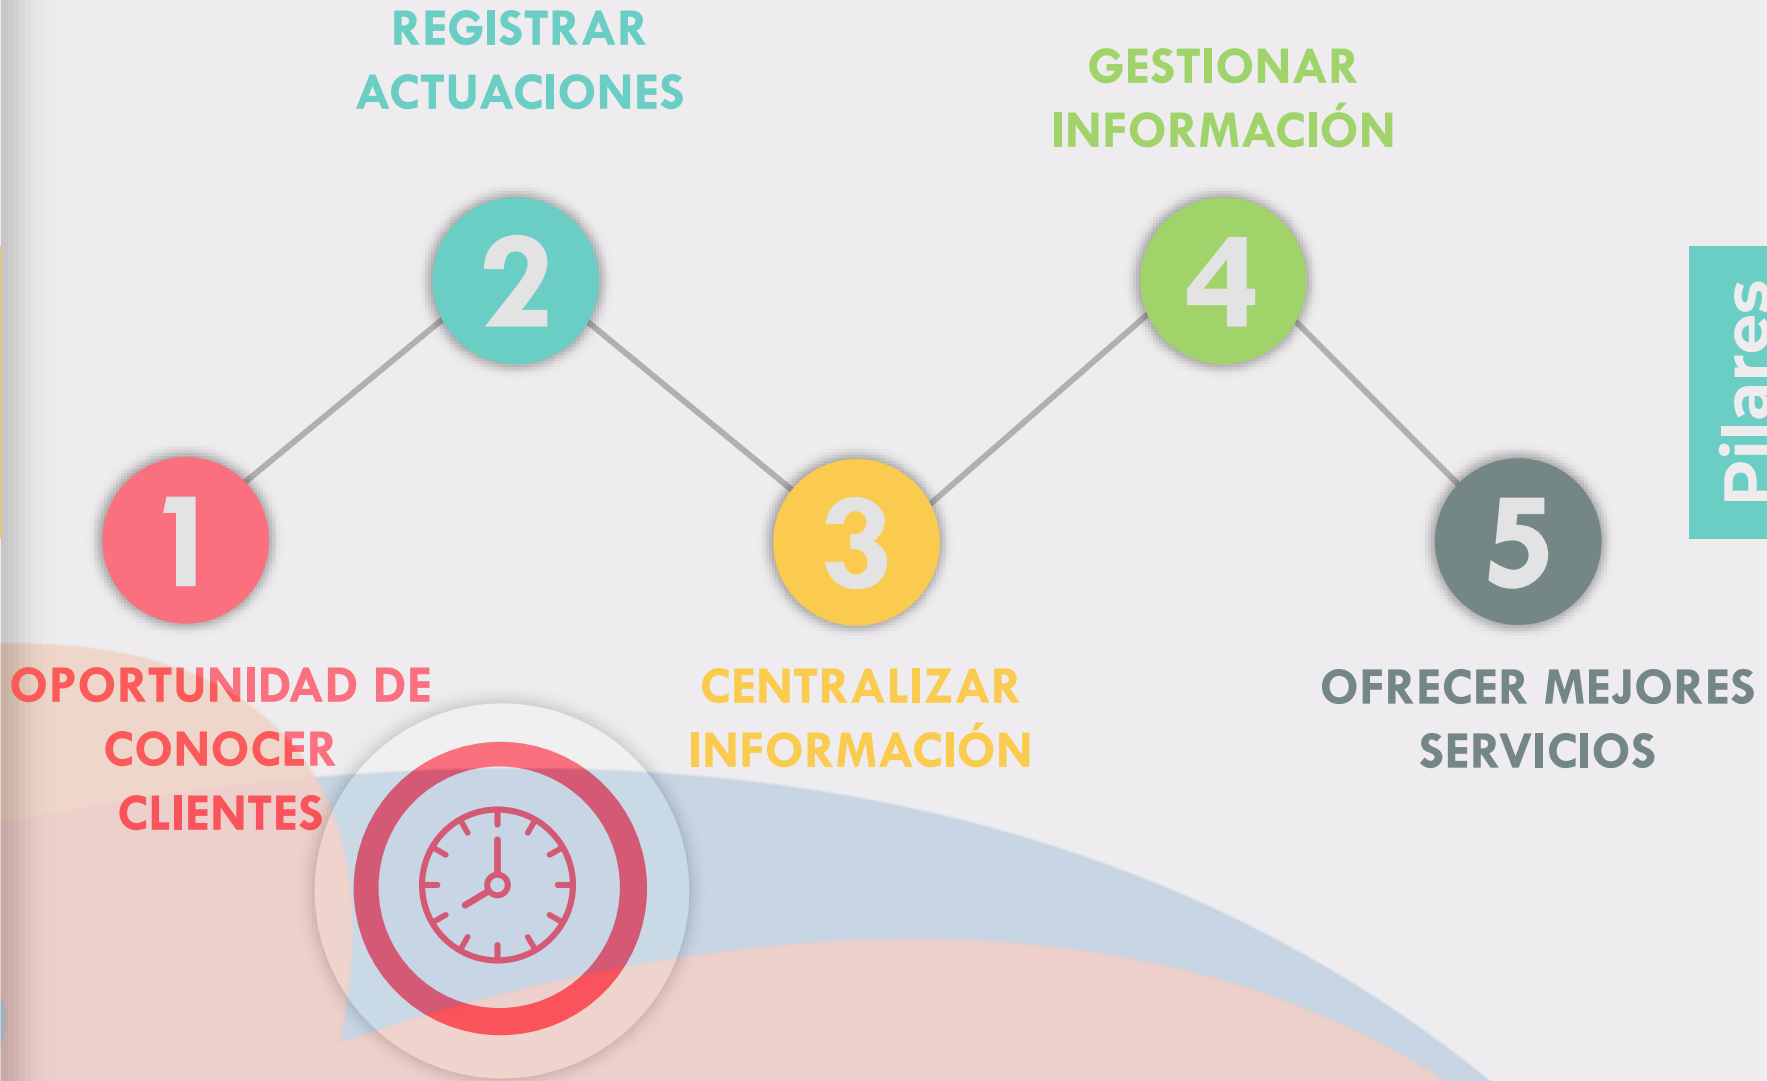 REGISTRAR
ACTUACIONES
GESTIONAR
INFORMACIÓN
2
4
1
3
5
OPORTUNIDAD DE
CONOCER
CLIENTES
CENTRALIZAR
INFORMACIÓN
OFRECER MEJORES
SERVICIOS
Pilares